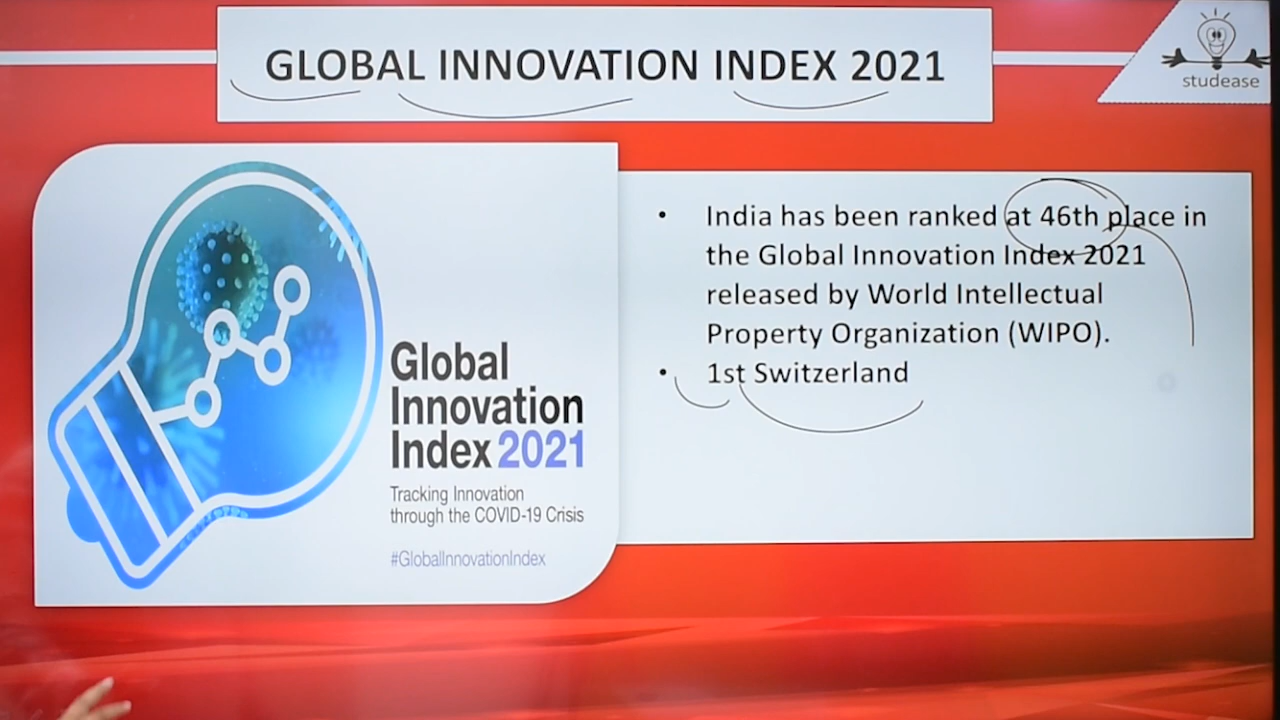 GLOBAL INNOVATION INDEX 2021
studease
Global
Innovation
Index 2021
Tracking Innovation
through the COVID-19 Crisis
#GlobalInnovationIndex
• India has been ranked at 46th place in
the Global Innovation Index 2021
released by World Intellectual
Property Organization (WIPO).
• 1st Switzerland